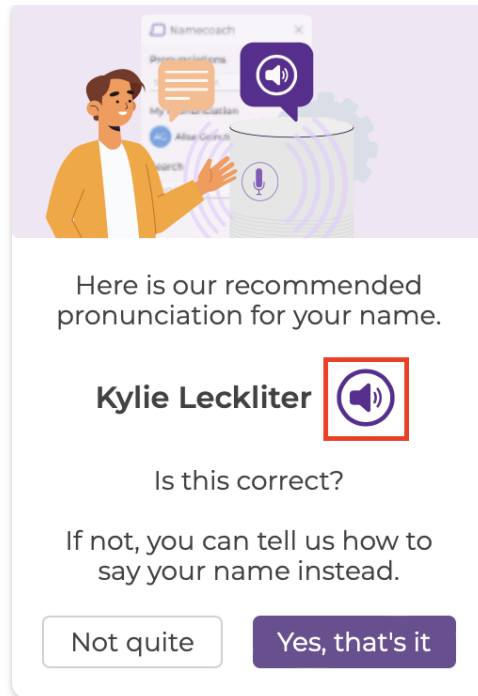 Namecoach
Pronunciations
My Pronunciation
Here is our recommended
pronunciation for your name.
Kylie Leckliter
Is this correct?
If not, you can tell us how to
say your name instead.
Not quite
Yes, that's it